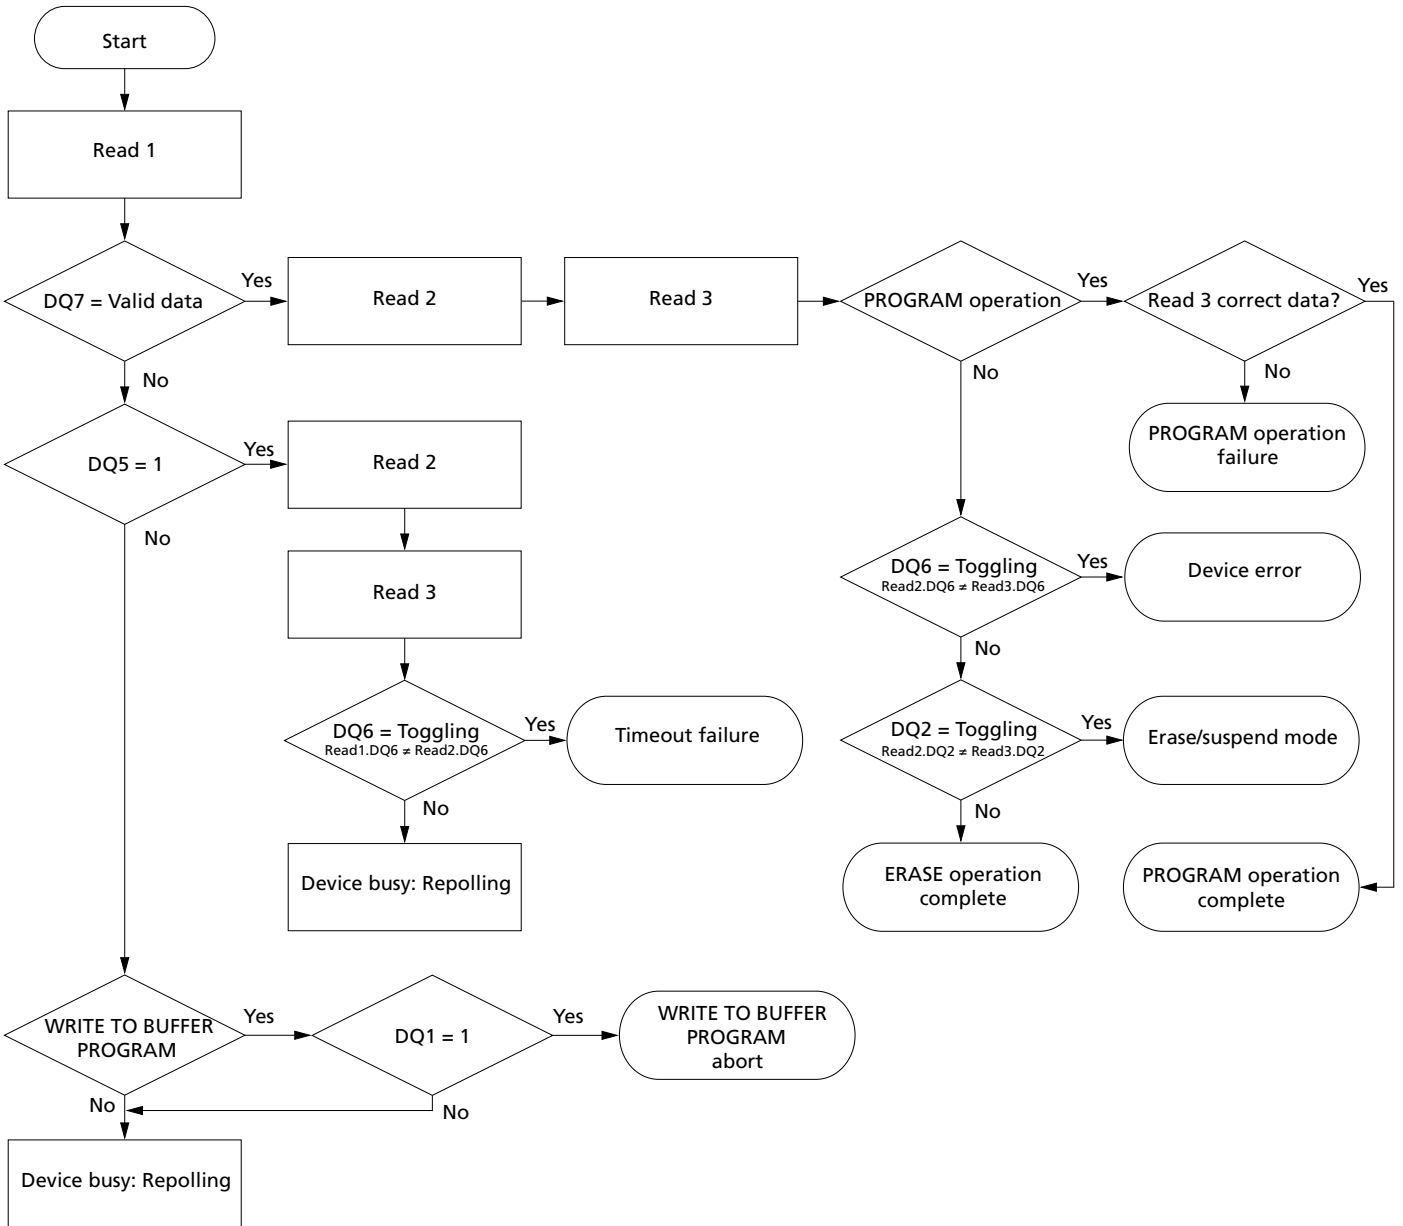 Start
Read 1
DQ7 = Valid data
Yes
Read 2
Read 3
PROGRAM operation
Yes
Read 3 correct data?
Yes
No
No
No
PROGRAM operation
failure
DQ5 = 1
Yes
Read 2
No
Read 3
DQ6 = Toggling
Read2.DQ6 ≠ Read3.DQ6
Yes
Device error
No
DQ6 = Toggling
Read1.DQ6 ≠ Read2.DQ6
Yes
Timeout failure
No
DQ2 = Toggling
Read2.DQ2 ≠ Read3.DQ2
Yes
Erase/suspend mode
No
Device busy: Repolling
ERASE operation
complete
PROGRAM operation
complete
WRITE TO BUFFER
PROGRAM
Yes
DQ1 = 1
Yes
WRITE TO BUFFER
PROGRAM
abort
No
No
Device busy: Repolling